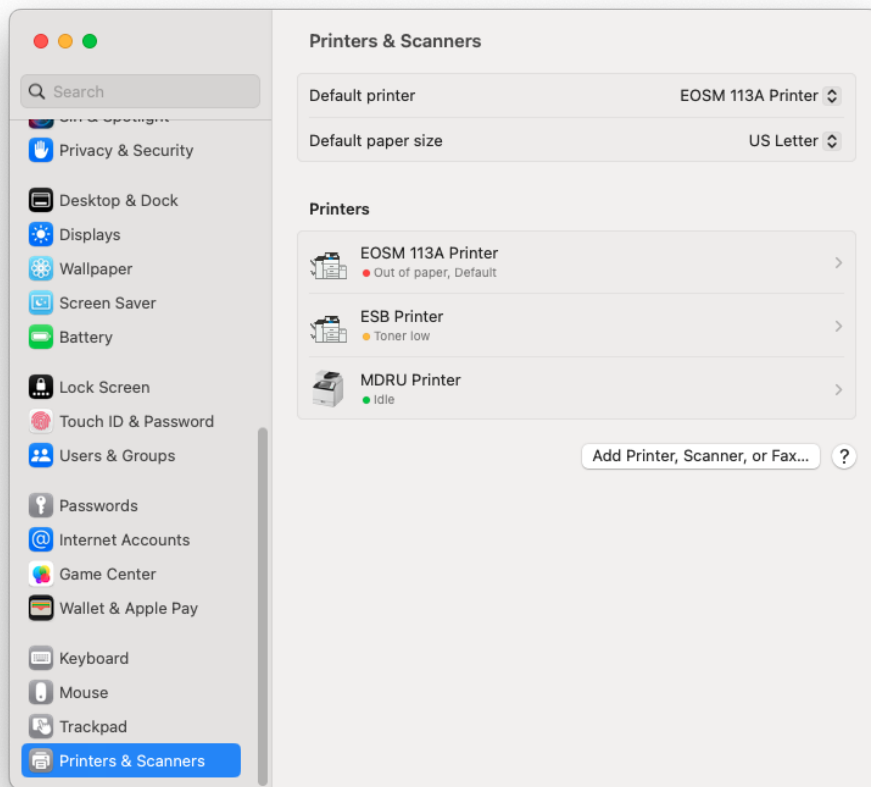 Search
Siri & Spotlight
Privacy & Security
Desktop & Dock
Displays
Wallpaper
Screen Saver
Battery
Lock Screen
Touch ID & Password
Users & Groups
Passwords
Internet Accounts
Game Center
Wallet & Apple Pay
Keyboard
Mouse
Trackpad
Printers & Scanners
Printers & Scanners
Default printer EOSM 113A Printer
Default paper size US Letter
Printers
EOSM 113A Printer
Out of paper, Default
ESB Printer
Toner low
MDRU Printer
Idle
Add Printer, Scanner, or Fax... ?